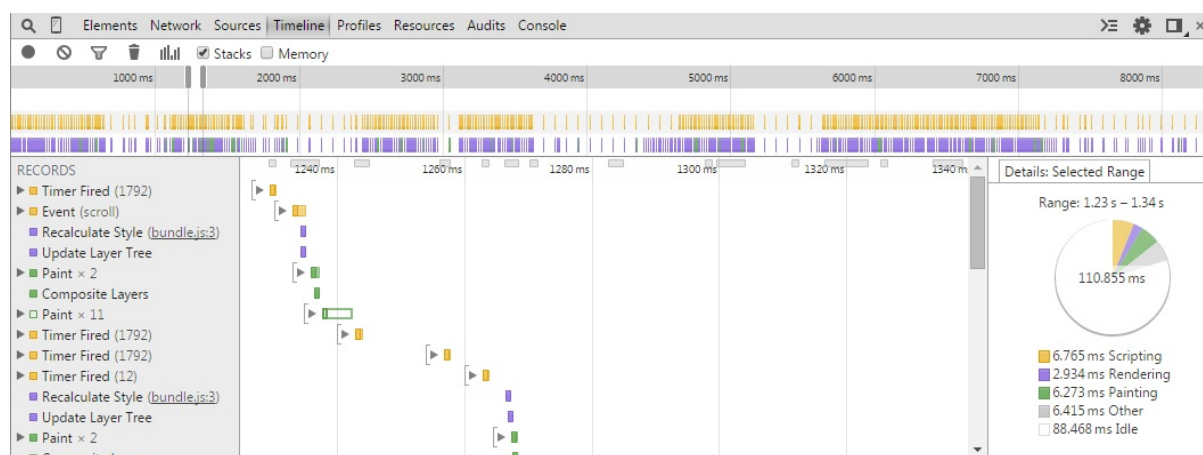 Elements Network Sources Timeline Profiles Resources Audits Console
Stacks Memory
1000 ms 2000 ms 3000 ms 4000 ms 5000 ms 6000 ms 7000 ms 8000 ms
RECORDS 1240 ms 1260 ms 1280 ms 1300 ms 1320 ms 1340 m
Details: Selected Range
Timer Fired (1792)
Event (scroll)
Recalculate Style (bundle.js:3)
Update Layer Tree
Paint × 2
Composite Layers
Paint × 11
Timer Fired (1792)
Timer Fired (1792)
Timer Fired (12)
Recalculate Style (bundle.js:3)
Update Layer Tree
Paint × 2
Range: 1.23 s – 1.34 s
110.855 ms
6.765 ms Scripting
2.934 ms Rendering
6.273 ms Painting
6.415 ms Other
88.468 ms Idle